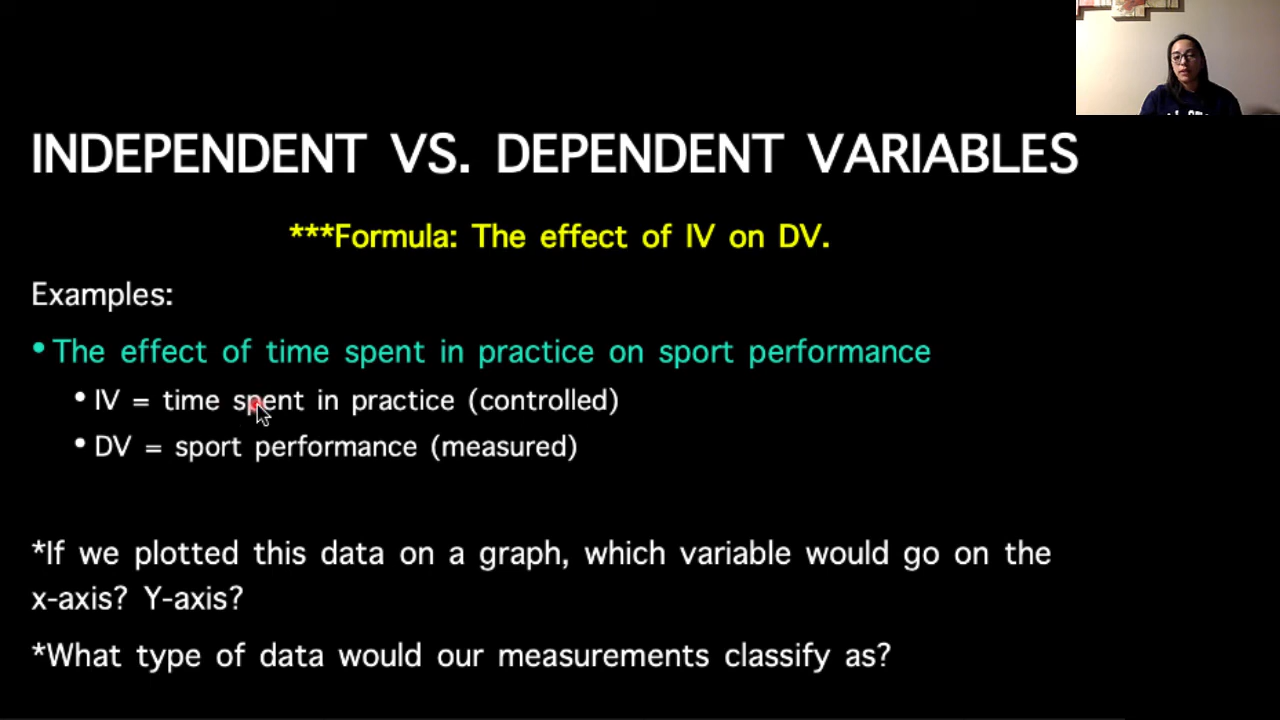 INDEPENDENT VS. DEPENDENT VARIABLES
***Formula: The effect of IV on DV.
Examples:
• The effect of time spent in practice on sport performance
• IV = time spent in practice (controlled)
• DV = sport performance (measured)
*If we plotted this data on a graph, which variable would go on the
x-axis? Y-axis?
*What type of data would our measurements classify as?